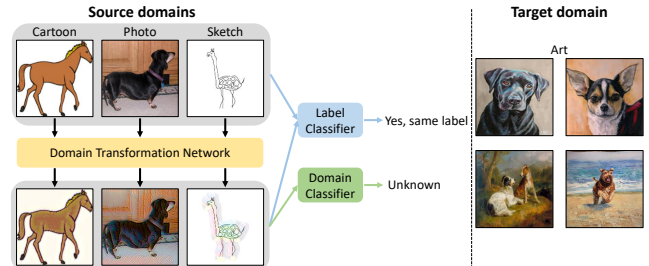 Source domains
Target domain
Cartoon
Photo
Sketch
Art
Label
Classifier
Yes, same label
Domain Transformation Network
Domain
Classifier
Unknown